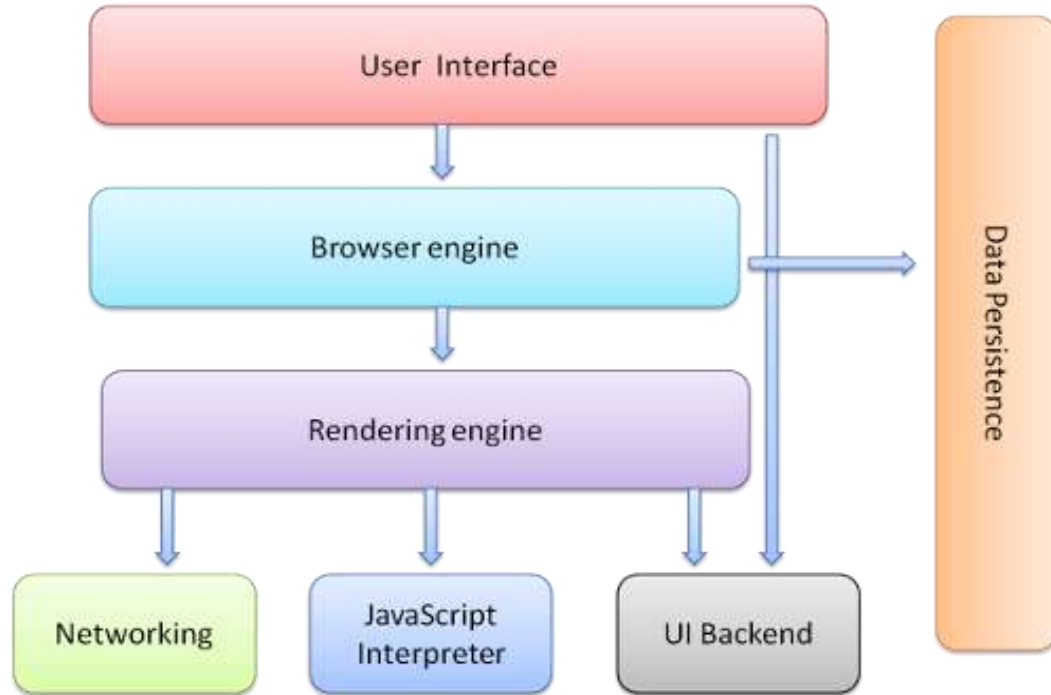 User Interface
Browser engine
Data Persistence
Rendering engine
Networking
JavaScript
Interpreter
UI Backend